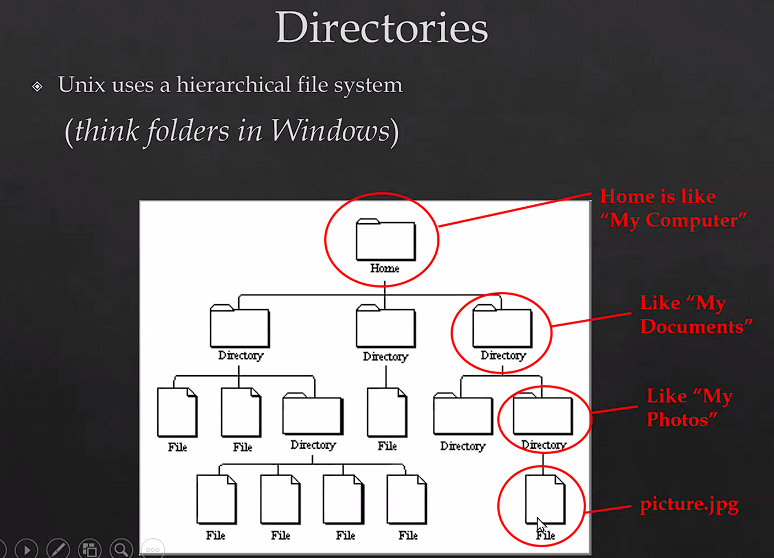 Directories
Unix uses a hierarchical file system
(think folders in Windows)
Home is like
“My Computer”
Home
Like “My
Documents”
Directory
Directory
Directory
Like “My
Photos”
File
File
Directory
File
Directory
Directory
picture.jpg
File
File
File
File
File